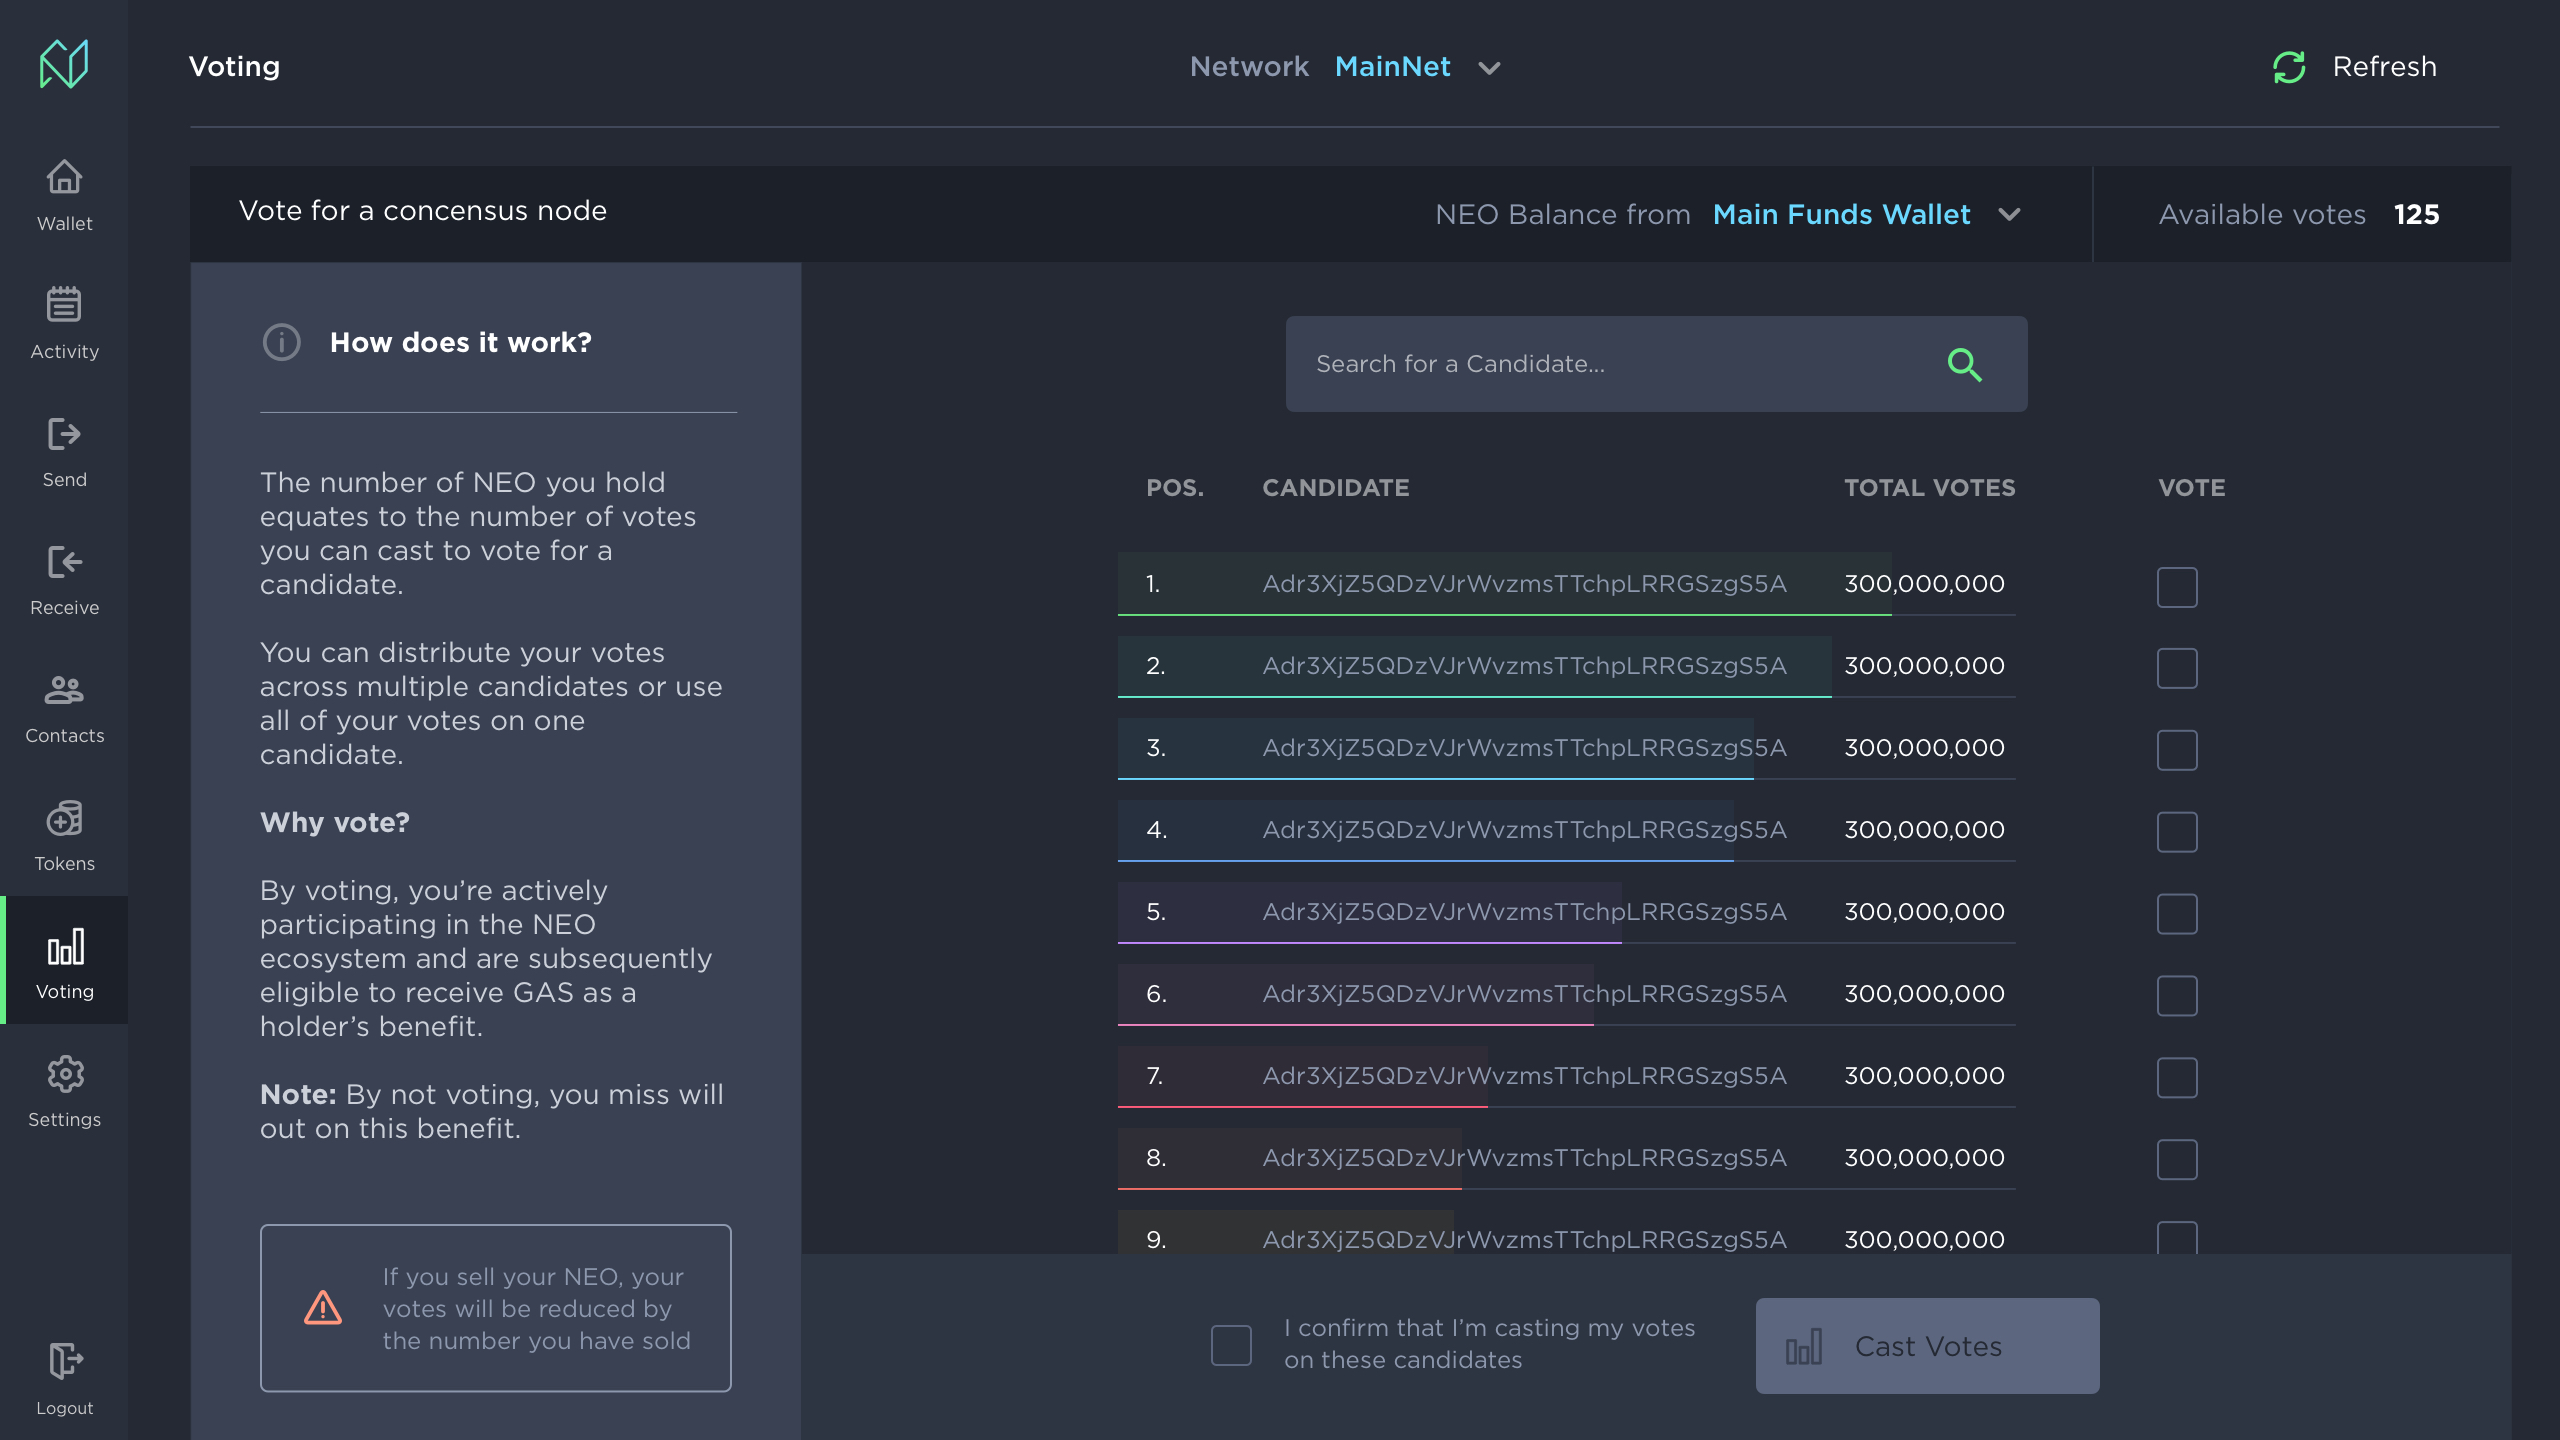 Voting
Network MainNet
Refresh
Wallet
Activity
Send
Receive
Contacts
Tokens
Voting
Settings
Logout
Vote for a concensus node
NEO Balance from Main Funds Wallet
Available votes 125
How does it work?
The number of NEO you hold
equates to the number of votes
you can cast to vote for a
candidate.
You can distribute your votes
across multiple candidates or use
all of your votes on one
candidate.
Why vote?
By voting, you’re actively
participating in the NEO
ecosystem and are subsequently
eligible to receive GAS as a
holder’s benefit.
Note: By not voting, you miss will
out on this benefit.
If you sell your NEO, your
votes will be reduced by
the number you have sold
Search for a Candidate...
POS. CANDIDATE TOTAL VOTES VOTE
1. Adr3XjZ5QDzVJrWvzmsTTchpLRRGSzgS5A 300,000,000
2. Adr3XjZ5QDzVJrWvzmsTTchpLRRGSzgS5A 300,000,000
3. Adr3XjZ5QDzVJrWvzmsTTchpLRRGSzgS5A 300,000,000
4. Adr3XjZ5QDzVJrWvzmsTTchpLRRGSzgS5A 300,000,000
5. Adr3XjZ5QDzVJrWvzmsTTchpLRRGSzgS5A 300,000,000
6. Adr3XjZ5QDzVJrWvzmsTTchpLRRGSzgS5A 300,000,000
7. Adr3XjZ5QDzVJrWvzmsTTchpLRRGSzgS5A 300,000,000
8. Adr3XjZ5QDzVJrWvzmsTTchpLRRGSzgS5A 300,000,000
9. Adr3XjZ5QDzVJrWvzmsTTchpLRRGSzgS5A 300,000,000
I confirm that I’m casting my votes
on these candidates
Cast Votes